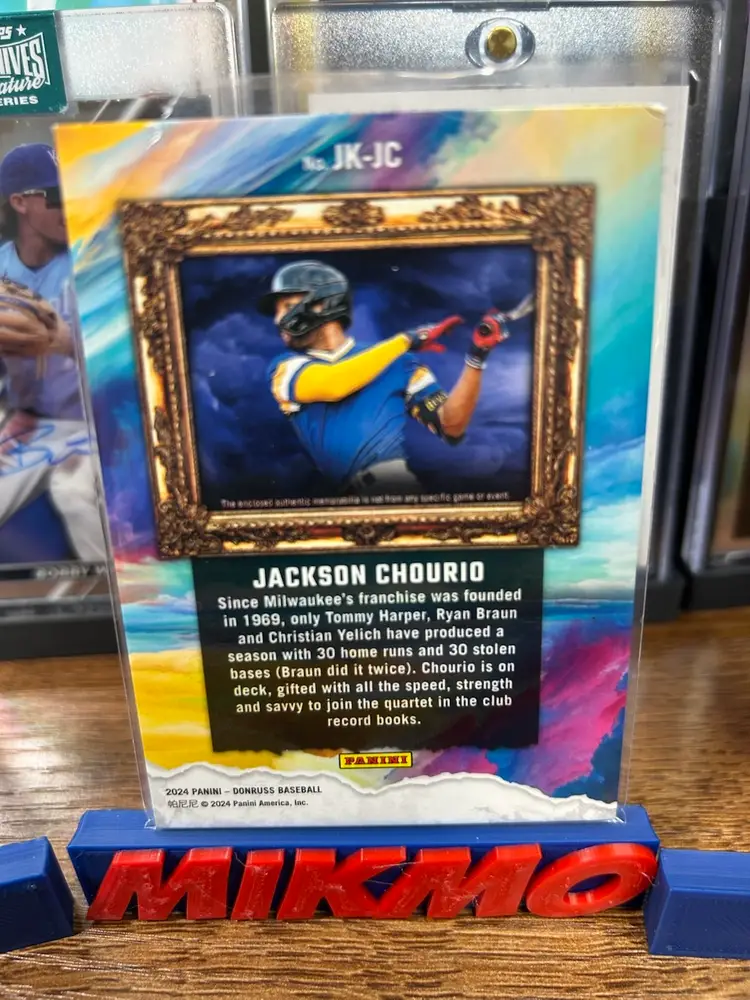 IVES
ature
ERIES
No. JK-JC
The enclosed authentic memorabilia is not from any specific game or event.
JACKSON CHOURIO
Since Milwaukee's franchise was founded
in 1969, only Tommy Harper, Ryan Braun
and Christian Yelich have produced a
season with 30 home runs and 30 stolen
bases (Braun did it twice). Chourio is on
deck, gifted with all the speed, strength
and savvy to join the quartet in the club
record books.
BOBBY
PANINI
2024 PANINI – DONRUSS BASEBALL
帕尼尼 © 2024 Panini America, Inc.
MIKMO